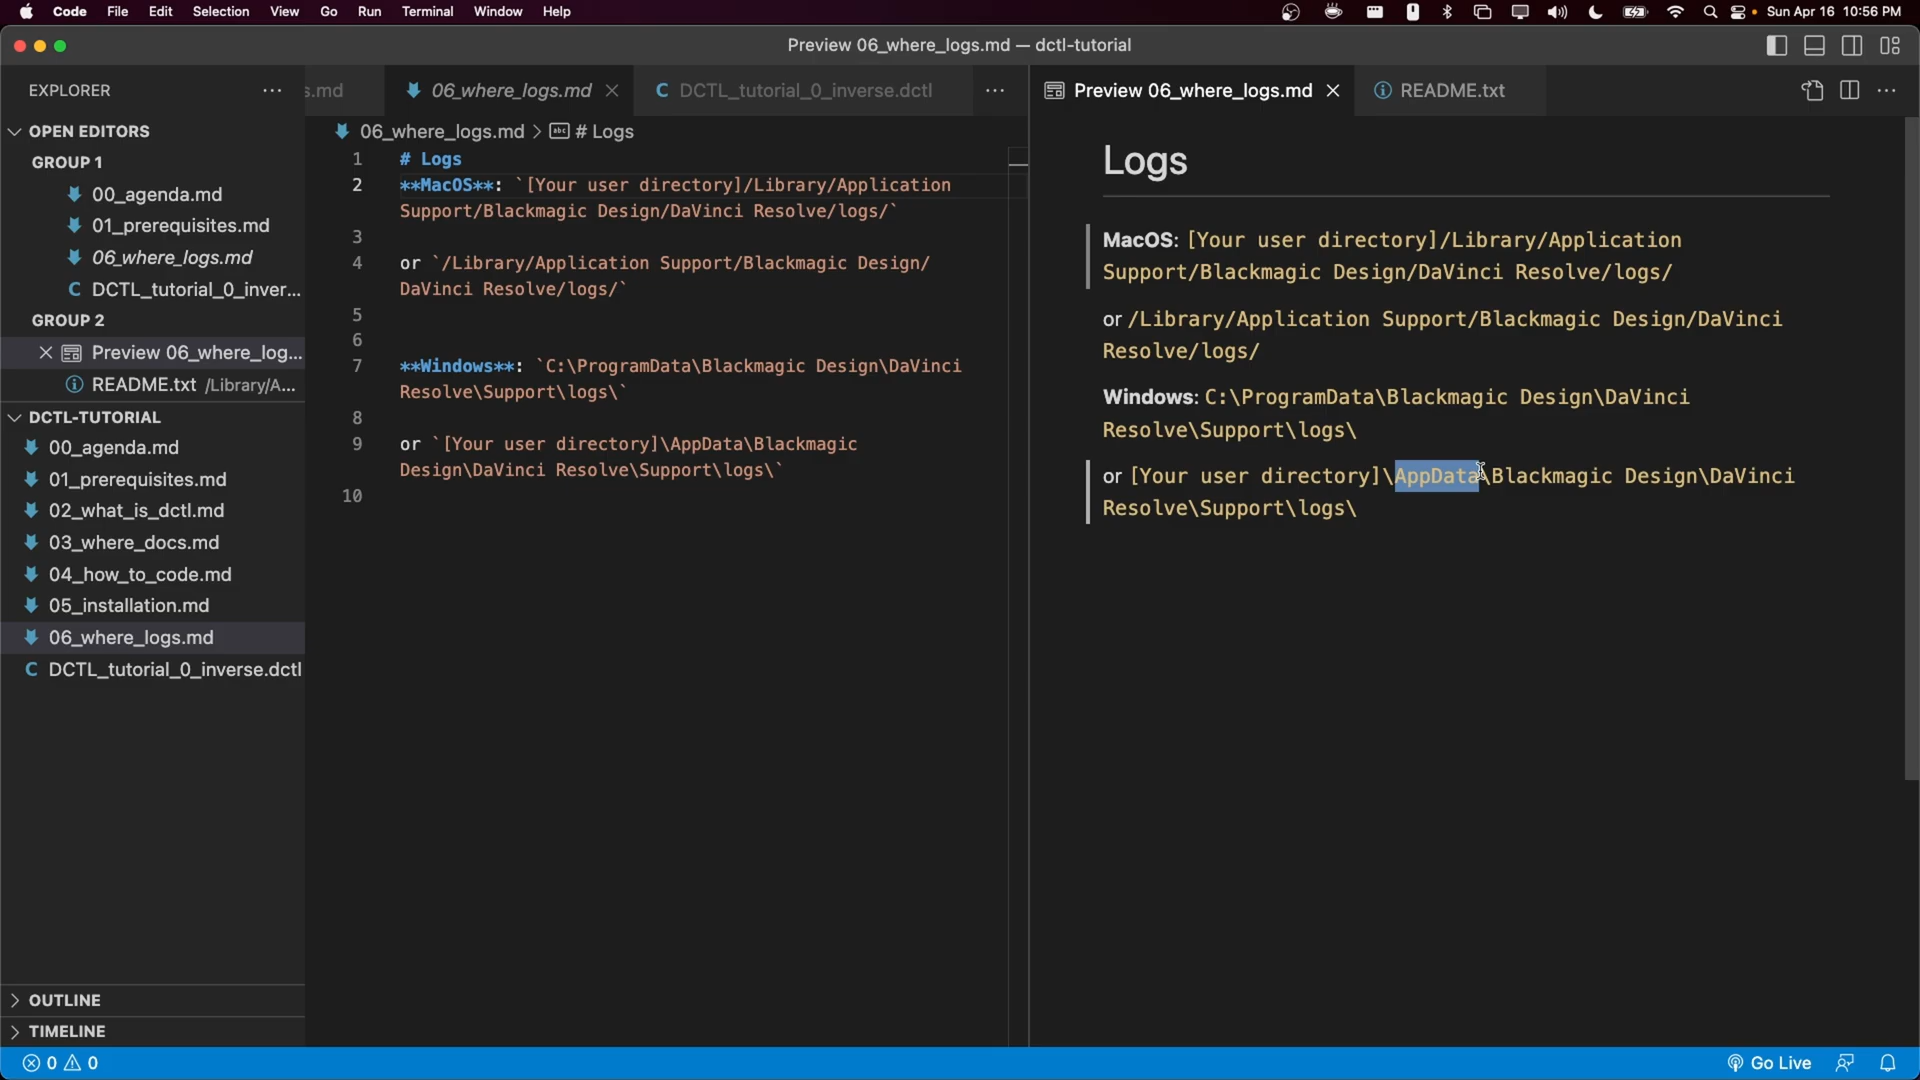 Code File Edit Selection View Go Run Terminal Window Help Sun Apr 16 10:56 PM
Preview 06_where_logs.md — dctl-tutorial
EXPLORER
OPEN EDITORS
GROUP 1
00_agenda.md
01_prerequisites.md
06_where_logs.md
DCTL_tutorial_0_inver...
GROUP 2
Preview 06_where_log...
README.txt /Library/A...
DCTL-TUTORIAL
00_agenda.md
01_prerequisites.md
02_what_is_dctl.md
03_where_docs.md
04_how_to_code.md
05_installation.md
06_where_logs.md
DCTL_tutorial_0_inverse.dctl
OUTLINE
TIMELINE
s.md 06_where_logs.md DCTL_tutorial_0_inverse.dctl
06_where_logs.md > # Logs
1 # Logs
2 **MacOS**: `[Your user directory]/Library/Application
Support/Blackmagic Design/DaVinci Resolve/logs/`
3
4 or `/Library/Application Support/Blackmagic Design/
DaVinci Resolve/logs/`
5
6
7 **Windows**: `C:\ProgramData\Blackmagic Design\DaVinci
Resolve\Support\logs\`
8
9 or `[Your user directory]\AppData\Blackmagic
Design\DaVinci Resolve\Support\logs\`
10
Preview 06_where_logs.md README.txt
Logs
MacOS: [Your user directory]/Library/Application
Support/Blackmagic Design/DaVinci Resolve/logs/
or /Library/Application Support/Blackmagic Design/DaVinci
Resolve/logs/
Windows: C:\ProgramData\Blackmagic Design\DaVinci
Resolve\Support\logs\
or [Your user directory]\AppData\Blackmagic Design\DaVinci
Resolve\Support\logs\
0 0 Go Live